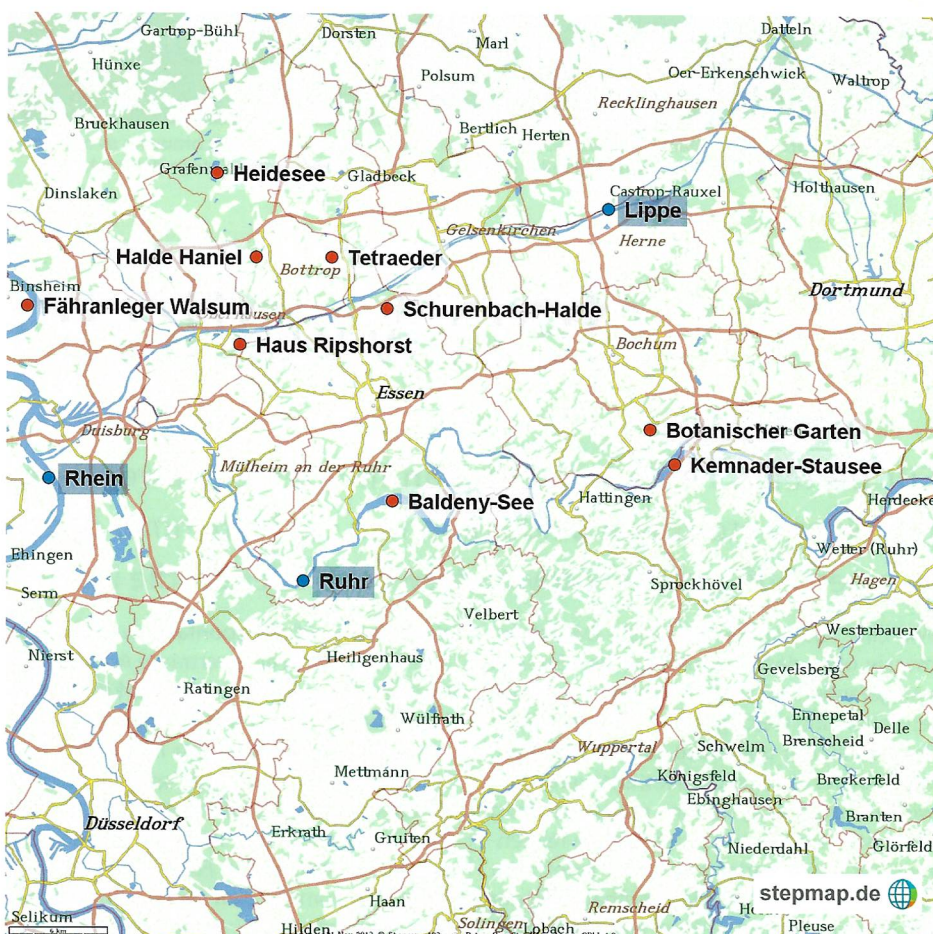 Gartrop-Bühl
Dorsten
Marl
Datteln
Hünxe
Polsum
Oer-Erkenschwick
Waltrop
Recklinghausen
Bruckhausen
Bertlich
Herten
Heidesee
Gladbeck
Dinslaken
Castrop-Rauxel
Holthausen
Lippe
Gelsenkirchen
Herne
Halde Haniel
Tetraeder
Bottrop
Binsheim
Dortmund
Fähranleger Walsum
Schurenbach-Halde
Haus Ripshorst
Bochum
Essen
Duisburg
Botanischer Garten
Mülheim an der Ruhr
Kemnader-Stausee
Rhein
Baldeny-See
Hattingen
Herdecke
Ehingen
Wetter (Ruhr)
Ruhr
Sprockhövel
Hagen
Serm
Velbert
Westerbauer
Nierst
Heiligenhaus
Gevelsberg
Ratingen
Wülfrath
Ennepetal
Delle
Wuppertal
Schwelm
Brenscheid
Mettmann
Königsfeld
Breckerfeld
Ebinghausen
Branten
Düsseldorf
Erkrath
Gruiten
Niederdahl
Glörfeld
stepmap.de
Haan
Remscheid
Selikum
Solingen
Lobach
Pleuse
Hilden